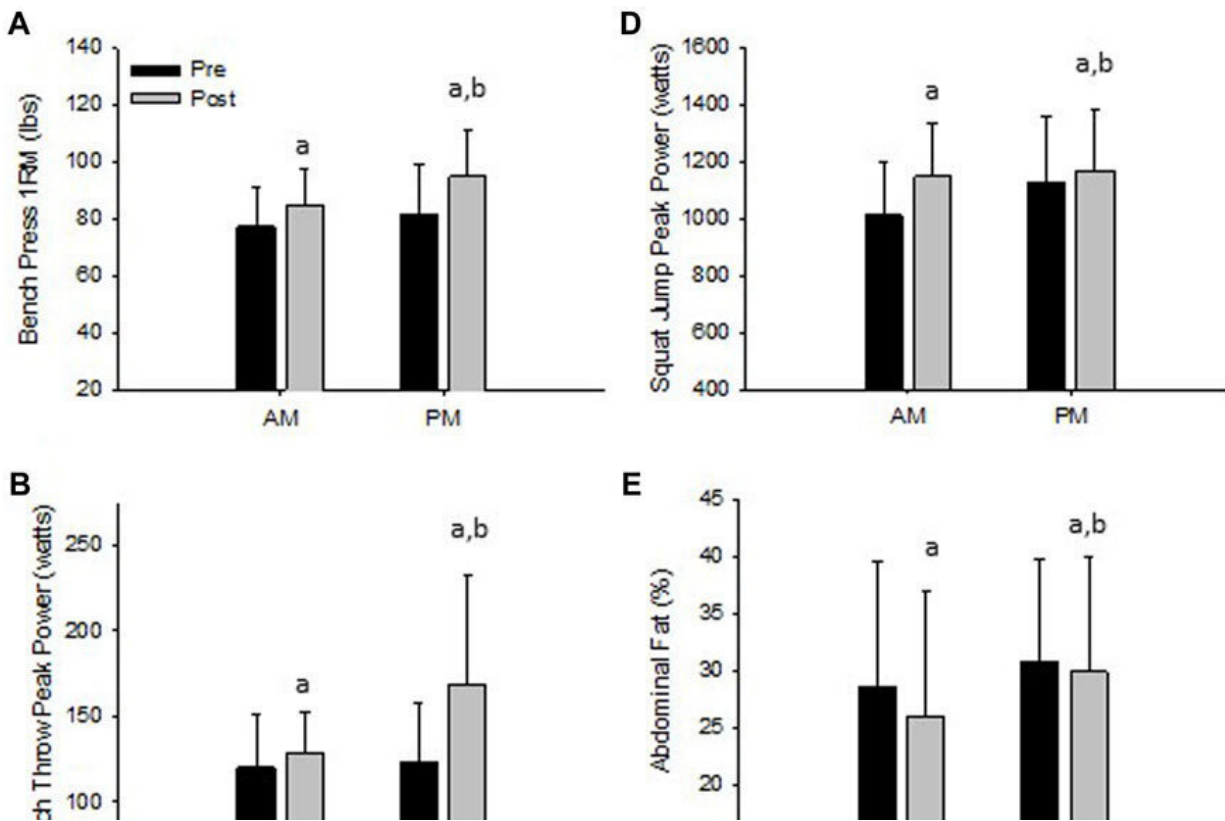 A
Bench Press 1RM (lbs)
140
120
100
80
60
40
20
Pre
Post
a
a,b
AM
PM
D
Squat Jump Peak Power (watts)
1600
1400
1200
1000
800
600
400
a
a,b
AM
PM
B
Throw Peak Power (watts)
250
200
150
100
a
a,b
E
Abdominal Fat (%)
45
40
35
30
25
20
a
a,b